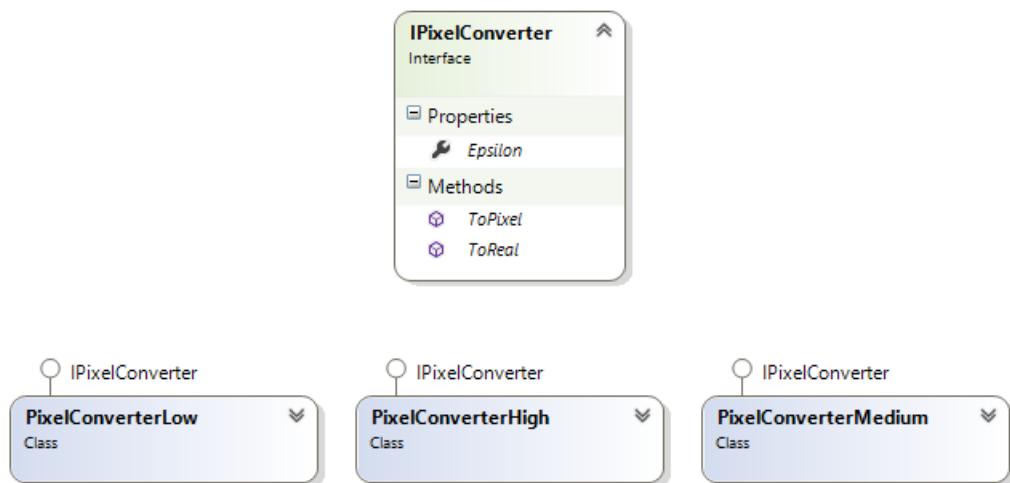 IPixelConverter
Interface
Properties
Epsilon
Methods
ToPixel
ToReal
IPixelConverter
PixelConverterLow
Class
IPixelConverter
PixelConverterHigh
Class
IPixelConverter
PixelConverterMedium
Class